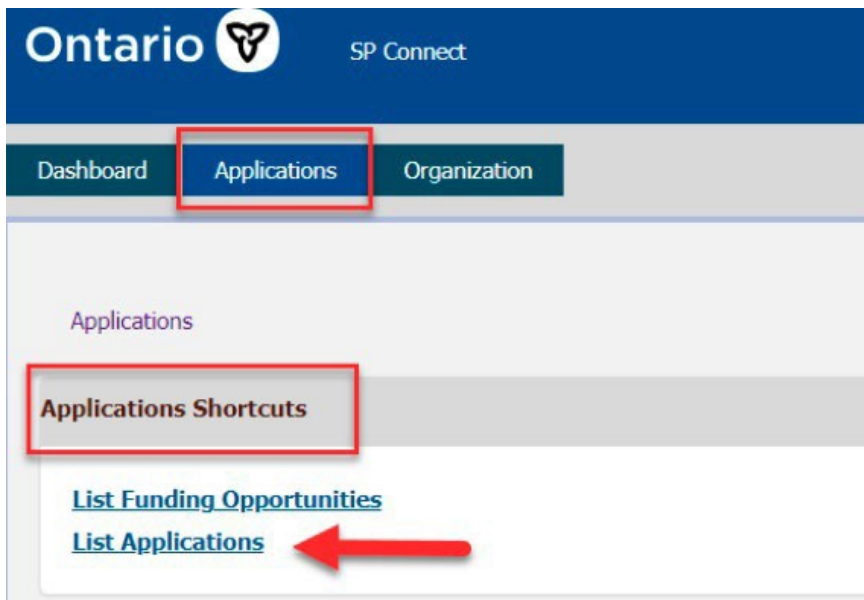 Ontario SP Connect
Dashboard Applications Organization
Applications
Applications Shortcuts
List Funding Opportunities
List Applications